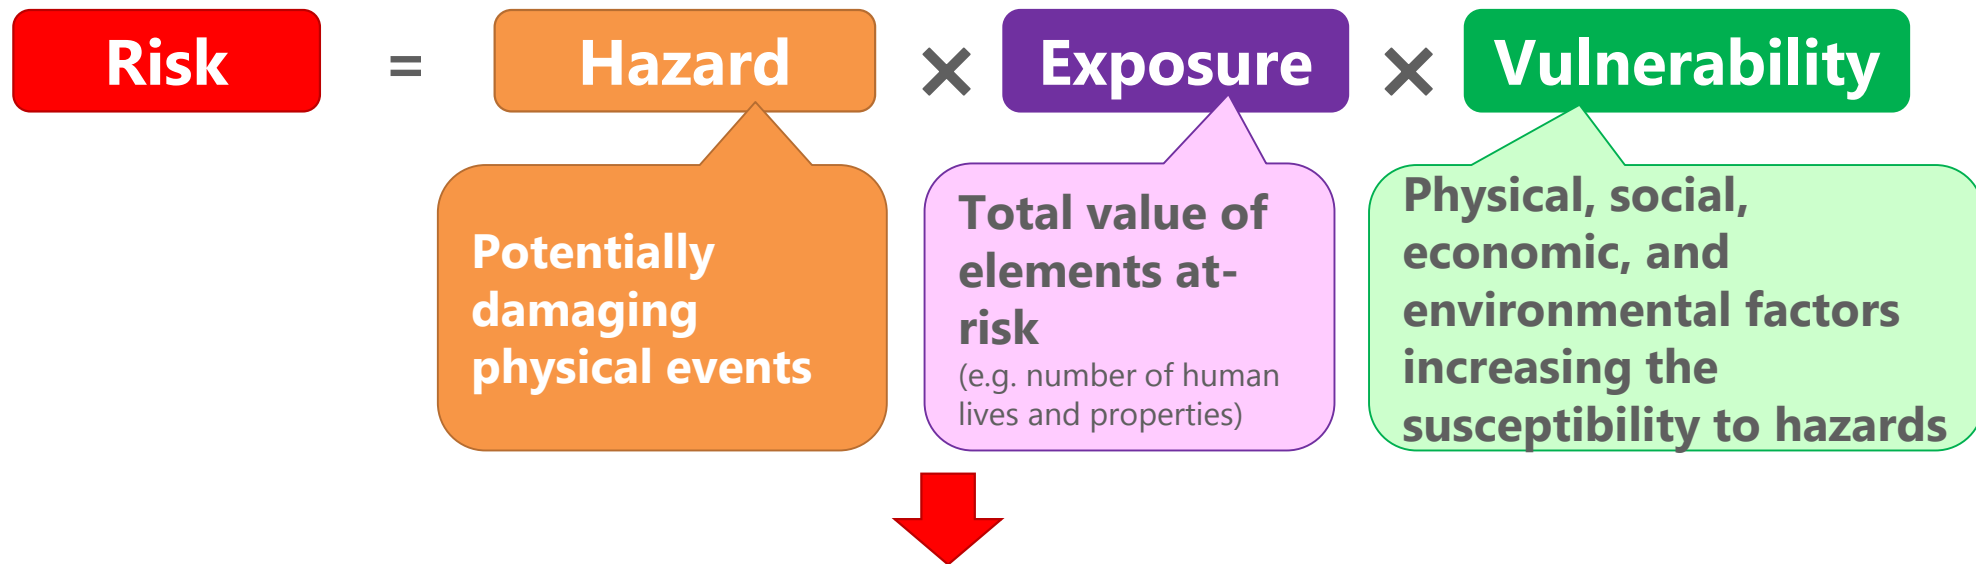 Risk = Hazard × Exposure × Vulnerability
Potentially
damaging
physical events
Total value of
elements at-
risk
(e.g. number of human
lives and properties)
Physical, social,
economic, and
environmental factors
increasing the
susceptibility to hazards